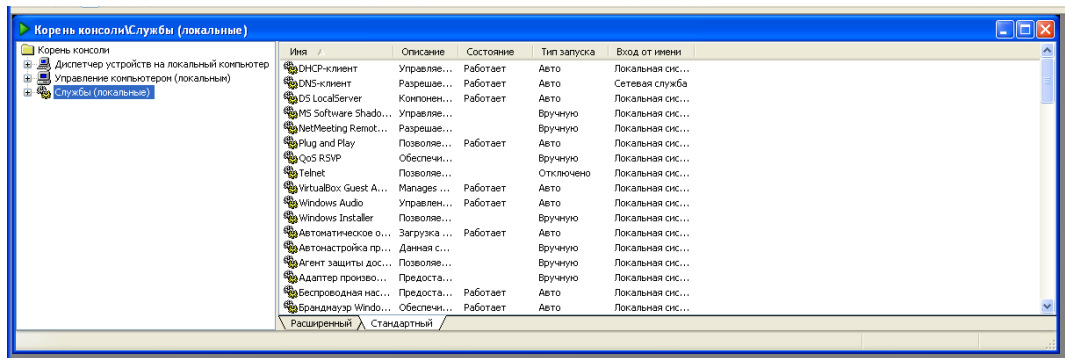 Корень консоли\Службы (локальные)
Корень консоли
Диспетчер устройств на локальный компьютер
Управление компьютером (локальным)
Службы (локальные)
Имя Описание Состояние Тип запуска Вход от имени
DHCP-клиент Управляе... Работает Авто Локальная сис...
DNS-клиент Разрешае... Работает Авто Сетевая служба
DS LocalServer Компонен... Работает Авто Локальная сис...
MS Software Shado... Управляе... Вручную Локальная сис...
NetMeeting Remot... Разрешае... Вручную Локальная сис...
Plug and Play Позволяе... Работает Авто Локальная сис...
QoS RSVP Обеспечи... Вручную Локальная сис...
Telnet Позволяе... Отключено Локальная сис...
VirtualBox Guest A... Manages ... Работает Авто Локальная сис...
Windows Audio Управлен... Работает Авто Локальная сис...
Windows Installer Позволяе... Вручную Локальная сис...
Автоматическое о... Загрузка ... Работает Авто Локальная сис...
Автонастройка пр... Данная с... Вручную Локальная сис...
Агент защиты дос... Позволяе... Вручную Локальная сис...
Адаптер произво... Предоста... Вручную Локальная сис...
Беспроводная нас... Предоста... Работает Авто Локальная сис...
Брандмауэр Windo... Обеспечи... Работает Авто Локальная сис...
Расширенный Стандартный